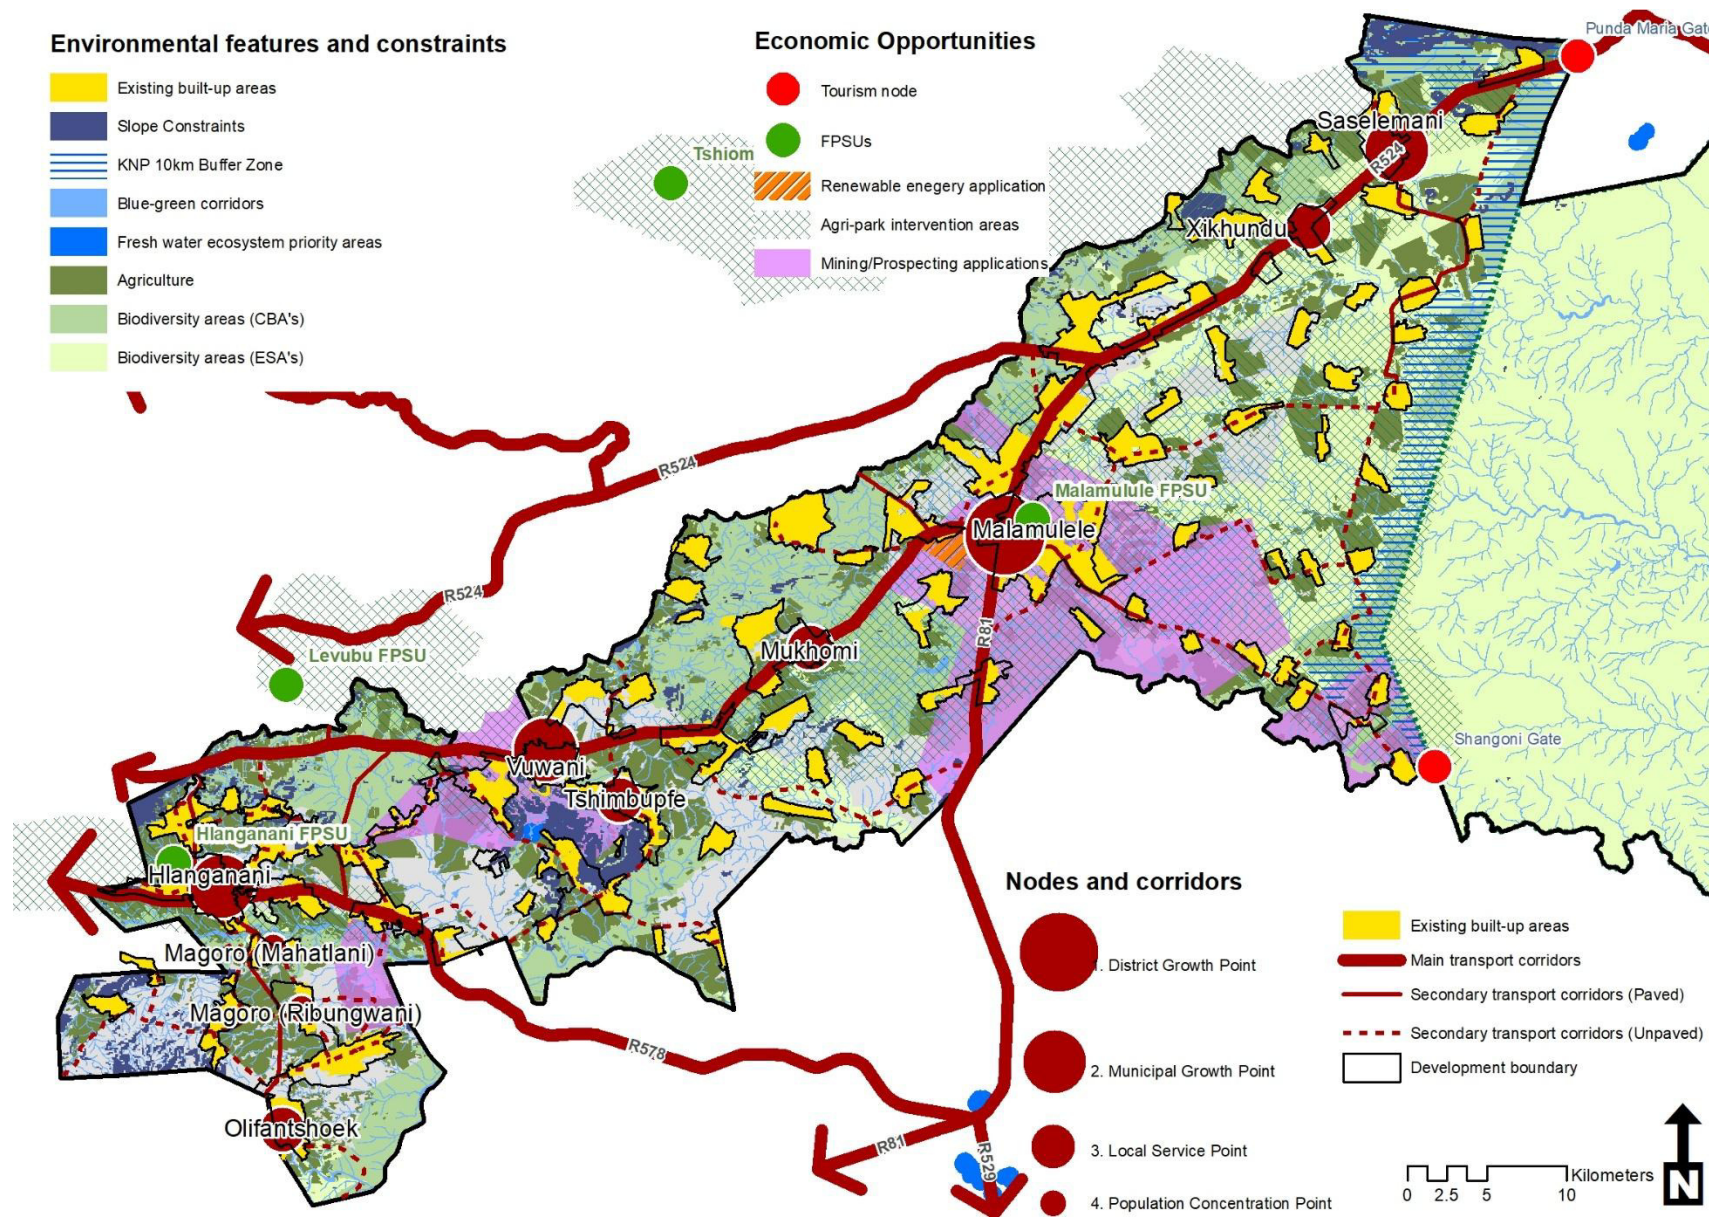 Environmental features and constraints
Existing built-up areas
Slope Constraints
KNP 10km Buffer Zone
Blue-green corridors
Fresh water ecosystem priority areas
Agriculture
Biodiversity areas (CBA's)
Biodiversity areas (ESA's)
Economic Opportunities
Tourism node
FPSUs
Renewable enegery application
Agri-park intervention areas
Mining/Prospecting applications
Tshiom
Punda Maria Gate
Saselemani
R524
Xikhundu
R524
Malamulule FPSU
Malamulele
R524
Levubu FPSU
Mukhomi
R81
Vuwani
Tshimbupfe
Shangoni Gate
Hlanganani FPSU
Hlanganani
Magoro (Mahatlani)
Magoro (Ribungwani)
R578
Olifantshoek
R81
R529
Nodes and corridors
1. District Growth Point
2. Municipal Growth Point
3. Local Service Point
4. Population Concentration Point
Existing built-up areas
Main transport corridors
Secondary transport corridors (Paved)
Secondary transport corridors (Unpaved)
Development boundary
Kilometers
0 2.5 5 10
N